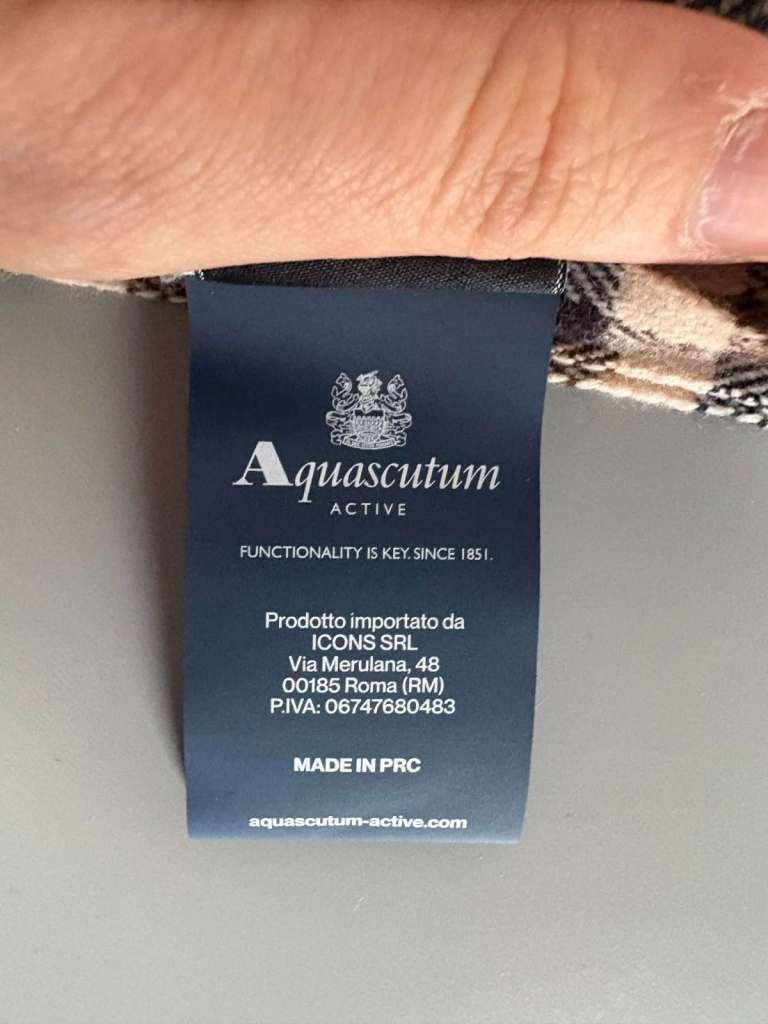 Aquascutum
ACTIVE
FUNCTIONALITY IS KEY. SINCE 1851.
Prodotto importato da
ICONS SRL
Via Merulana, 48
00185 Roma (RM)
P.IVA: 06747680483
MADE IN PRC
aquascutum-active.com